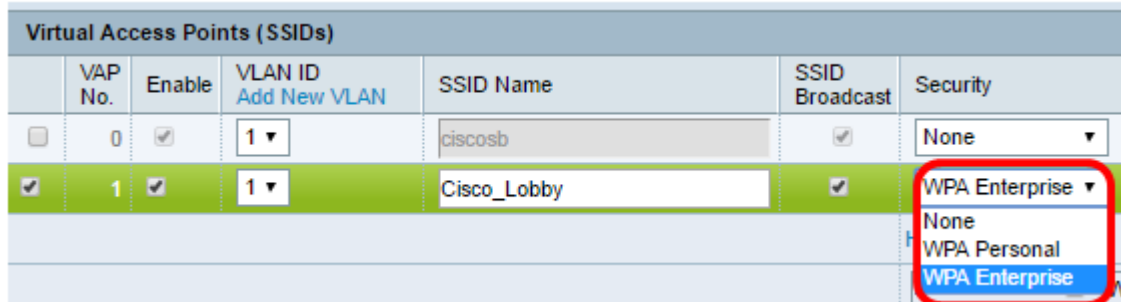 Virtual Access Points (SSIDs)
VAP No. Enable VLAN ID Add New VLAN SSID Name SSID Broadcast Security
0 1 ciscosb None
1 1 Cisco_Lobby WPA Enterprise
None
WPA Personal
WPA Enterprise